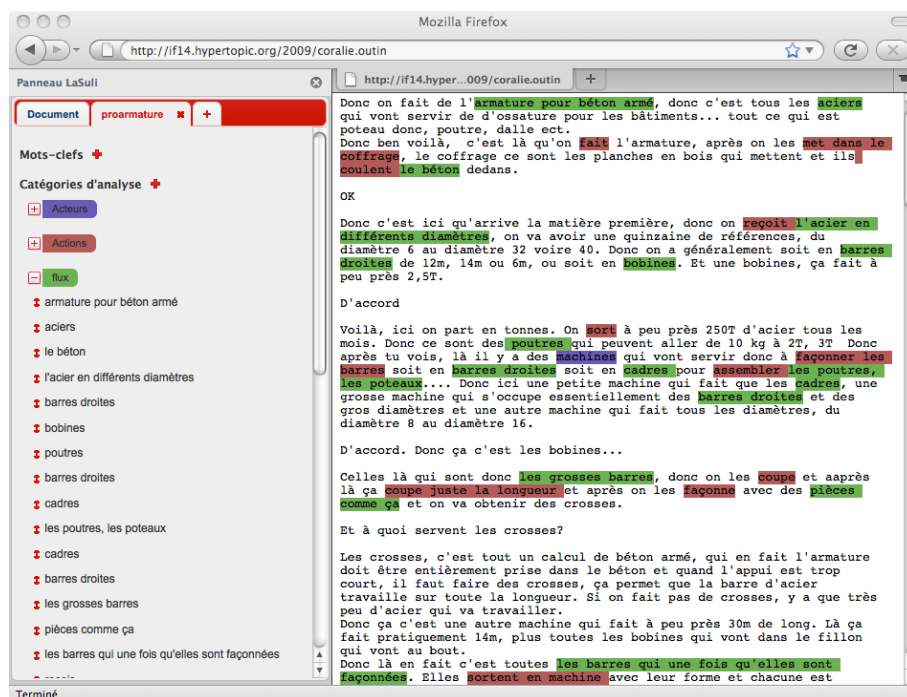 Mozilla Firefox
http://if14.hypertopic.org/2009/coralie.outin
Panneau LaSuli
http://if14.hyper...009/coralie.outin
+
Document
proarmature
+
Mots-clefs
Catégories d'analyse
Acteurs
Actions
flux
armature pour béton armé
aciers
le béton
l'acier en différents diamètres
barres droites
bobines
poutres
barres droites
cadres
les poutres, les poteaux
cadres
barres droites
les grosses barres
pièces comme ça
les barres qui une fois qu'elles sont façonnées
Donc on fait de l'armature pour béton armé, donc c'est tous les aciers
qui vont servir de d'ossature pour les bâtiments... tout ce qui est
poteau donc, poutre, dalle ect.
Donc ben voilà,  c'est là qu'on fait l'armature, après on les met dans le
coffrage, le coffrage ce sont les planches en bois qui mettent et ils
coulent le béton dedans.
OK
Donc c'est ici qu'arrive la matière première, donc on reçoit l'acier en
différents diamètres, on va avoir une quinzaine de références, du
diamètre 6 au diamètre 32 voire 40. Donc on a généralement soit en barres
droites de 12m, 14m ou 6m, ou soit en bobines. Et une bobines, ça fait à
peu près 2,5T.
D'accord
Voilà, ici on part en tonnes. On sort à peu près 250T d'acier tous les
mois. Donc ce sont des poutres qui peuvent aller de 10 kg à 2T, 3T  Donc
après tu vois, là il y a des machines qui vont servir donc à façonner les
barres soit en barres droites soit en cadres pour assembler les poutres,
les poteaux.... Donc ici une petite machine qui fait que les cadres, une
grosse machine qui s'occupe essentiellement des barres droites et des
gros diamètres et une autre machine qui fait tous les diamètres, du
diamètre 8 au diamètre 16.
D'accord. Donc ça c'est les bobines...
Celles là qui sont donc les grosses barres, donc on les coupe et aaprès
là ça coupe juste la longueur et après on les façonne avec des pièces
comme ça et on va obtenir des crosses.
Et à quoi servent les crosses?
Les crosses, c'est tout un calcul de béton armé, qui en fait l'armature
doit être entièrement prise dans le béton et quand l'appui est trop
court, il faut faire des crosses, ça permet que la barre d'acier
travaille sur toute la longueur. Si on fait pas de crosses, y a que très
peu d'acier qui va travailler.
Donc ça c'est une autre machine qui fait à peu près 30m de long. Là ça
fait pratiquement 14m, plus toutes les bobines qui vont dans le fillon
qui vont au bout.
Donc là en fait c'est toutes les barres qui une fois qu'elles sont
façonnées. Elles sortent en machine avec leur forme et chacune est
Terminé